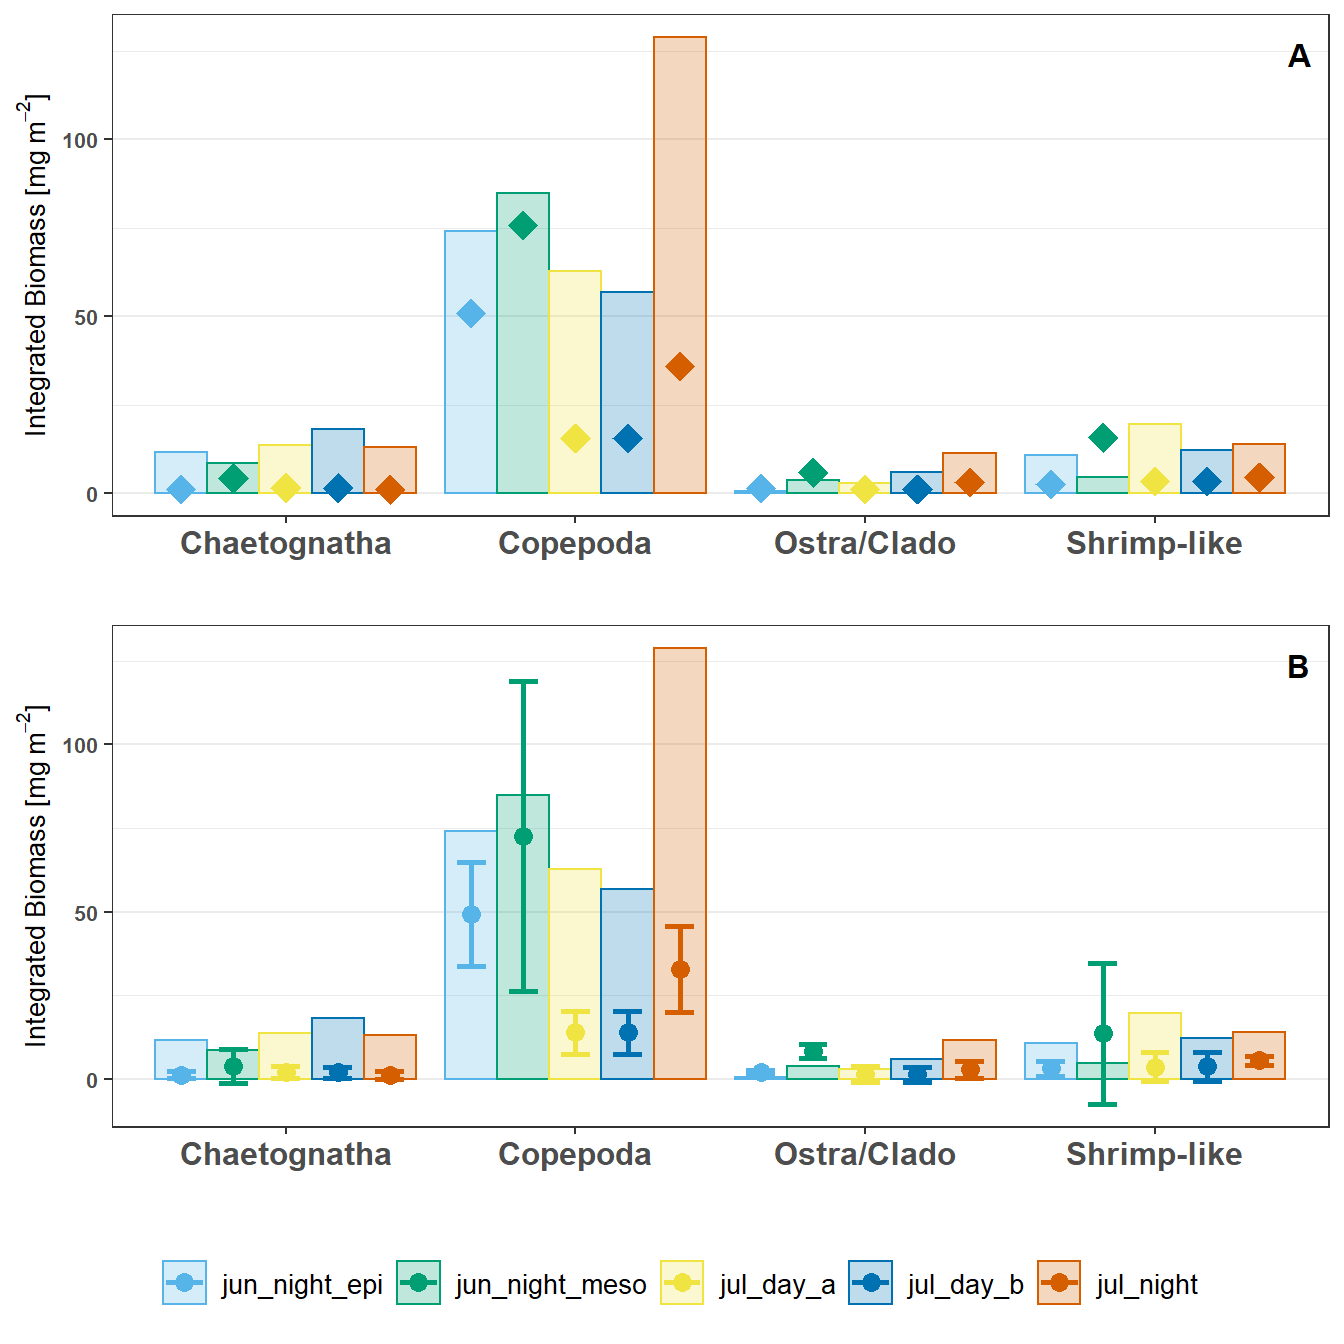 A
Integrated Biomass [mg m⁻²]
100
50
0
Chaetognatha Copepoda Ostra/Clado Shrimp-like
B
Integrated Biomass [mg m⁻²]
100
50
0
Chaetognatha Copepoda Ostra/Clado Shrimp-like
jun_night_epi jun_night_meso jul_day_a jul_day_b jul_night